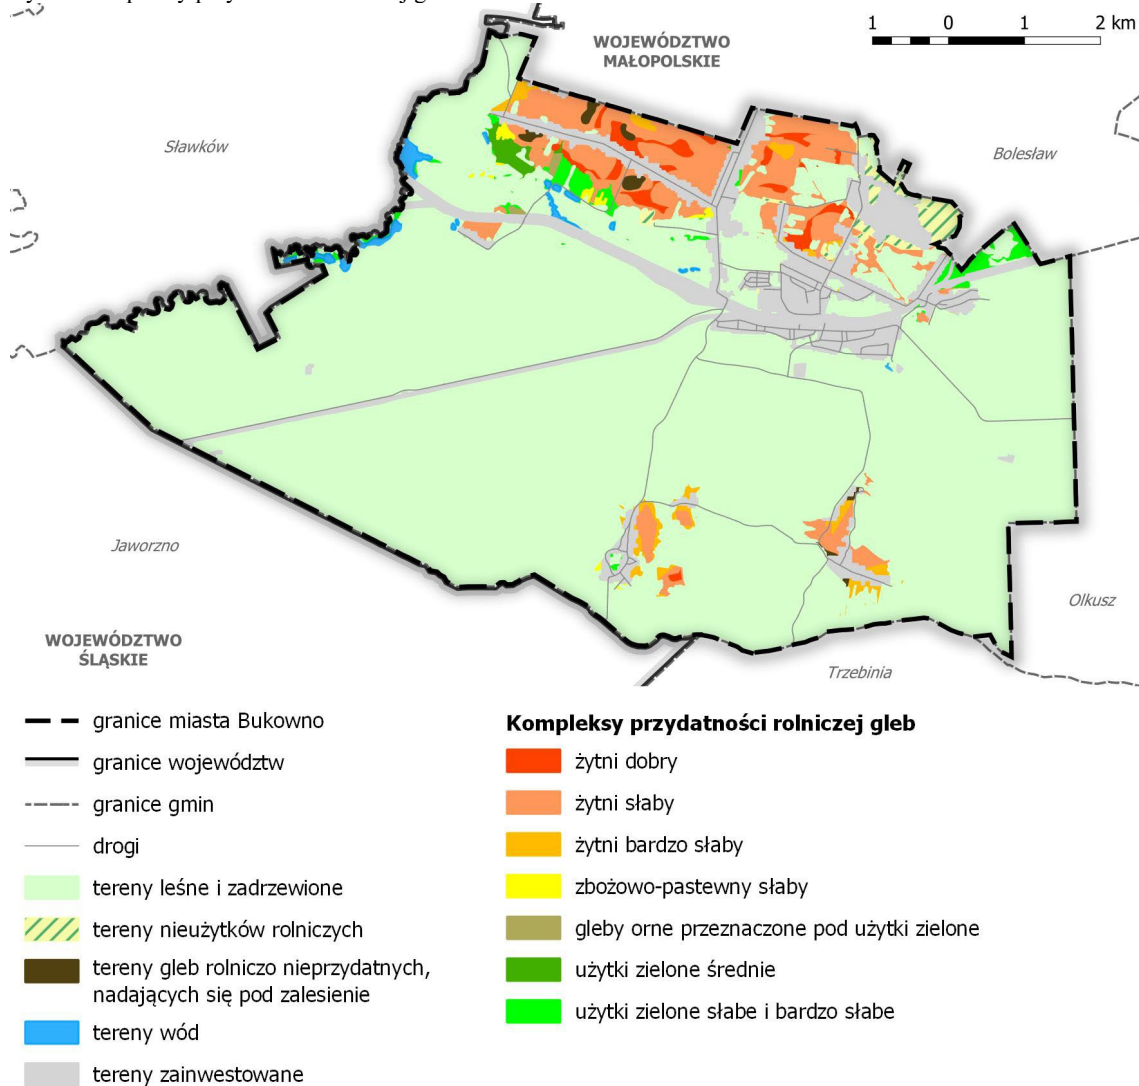 1 0 1 2 km
WOJEWÓDZTWO
MAŁOPOLSKIE
Sławków
Bolesław
Jaworzno
Olkusz
WOJEWÓDZTWO
ŚLĄSKIE
Trzebinia
granice miasta Bukowno
granice województw
granice gmin
drogi
tereny leśne i zadrzewione
tereny nieużytków rolniczych
tereny gleb rolniczo nieprzydatnych,
nadających się pod zalesienie
tereny wód
tereny zainwestowane
Kompleksy przydatności rolniczej gleb
żytni dobry
żytni słaby
żytni bardzo słaby
zbożowo-pastewny słaby
gleby orne przeznaczone pod użytki zielone
użytki zielone średnie
użytki zielone słabe i bardzo słabe